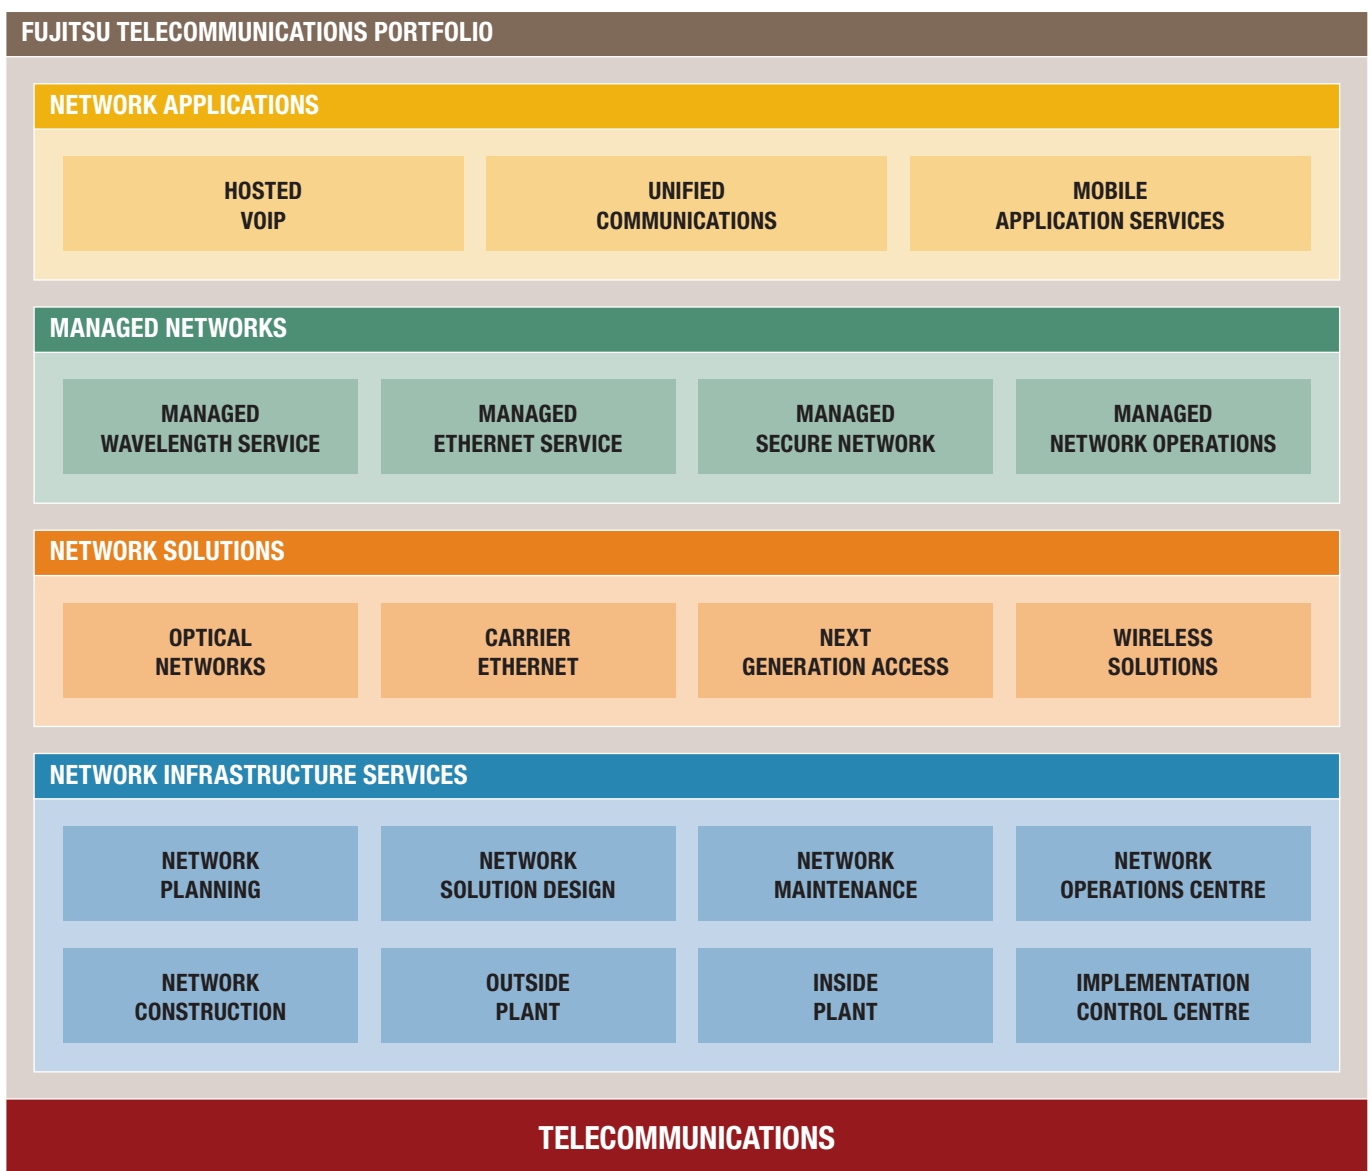 FUJITSU TELECOMMUNICATIONS PORTFOLIO
NETWORK APPLICATIONS
HOSTED
VOIP
UNIFIED
COMMUNICATIONS
MOBILE
APPLICATION SERVICES
MANAGED NETWORKS
MANAGED
WAVELENGTH SERVICE
MANAGED
ETHERNET SERVICE
MANAGED
SECURE NETWORK
MANAGED
NETWORK OPERATIONS
NETWORK SOLUTIONS
OPTICAL
NETWORKS
CARRIER
ETHERNET
NEXT
GENERATION ACCESS
WIRELESS
SOLUTIONS
NETWORK INFRASTRUCTURE SERVICES
NETWORK
PLANNING
NETWORK
SOLUTION DESIGN
NETWORK
MAINTENANCE
NETWORK
OPERATIONS CENTRE
NETWORK
CONSTRUCTION
OUTSIDE
PLANT
INSIDE
PLANT
IMPLEMENTATION
CONTROL CENTRE
TELECOMMUNICATIONS